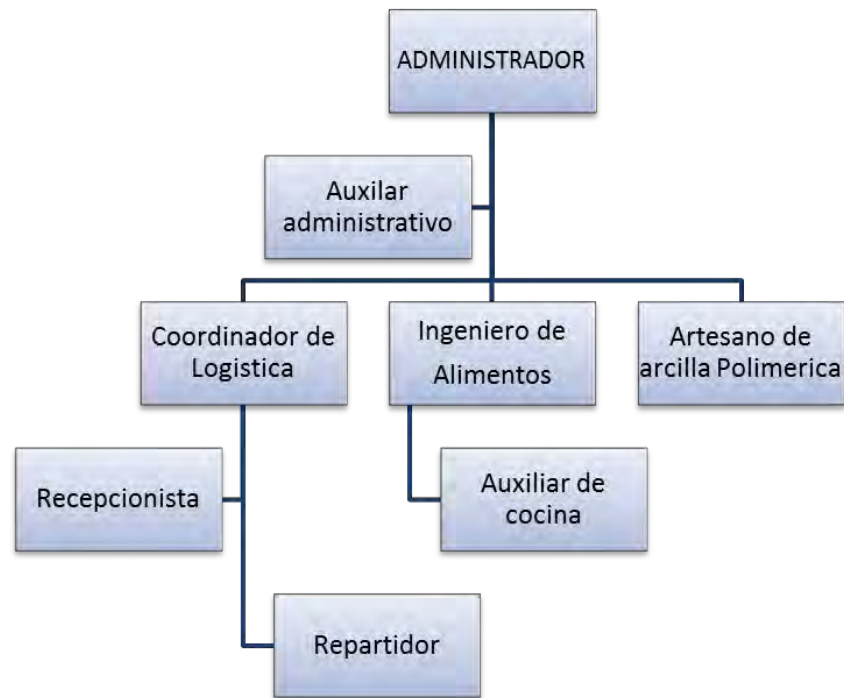 ADMINISTRADOR
Auxilar
administrativo
Coordinador de
Logistica
Ingeniero de
Alimentos
Artesano de
arcilla Polimerica
Recepcionista
Auxiliar de
cocina
Repartidor